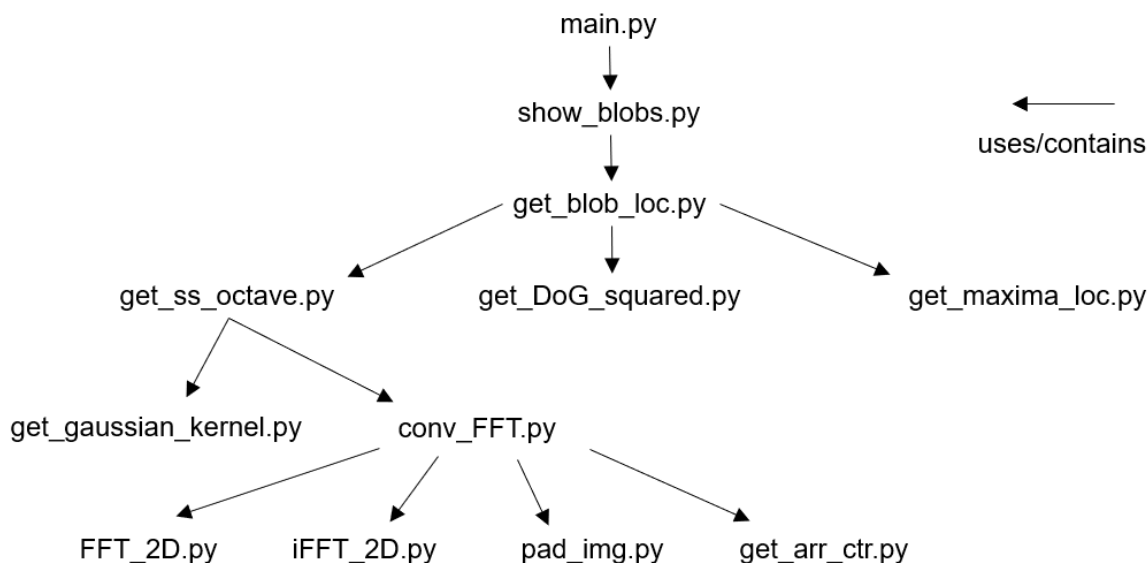 main.py
show_blobs.py
uses/contains
get_blob_loc.py
get_ss_octave.py
get_DoG_squared.py
get_maxima_loc.py
get_gaussian_kernel.py
conv_FFT.py
FFT_2D.py
iFFT_2D.py
pad_img.py
get_arr_ctr.py